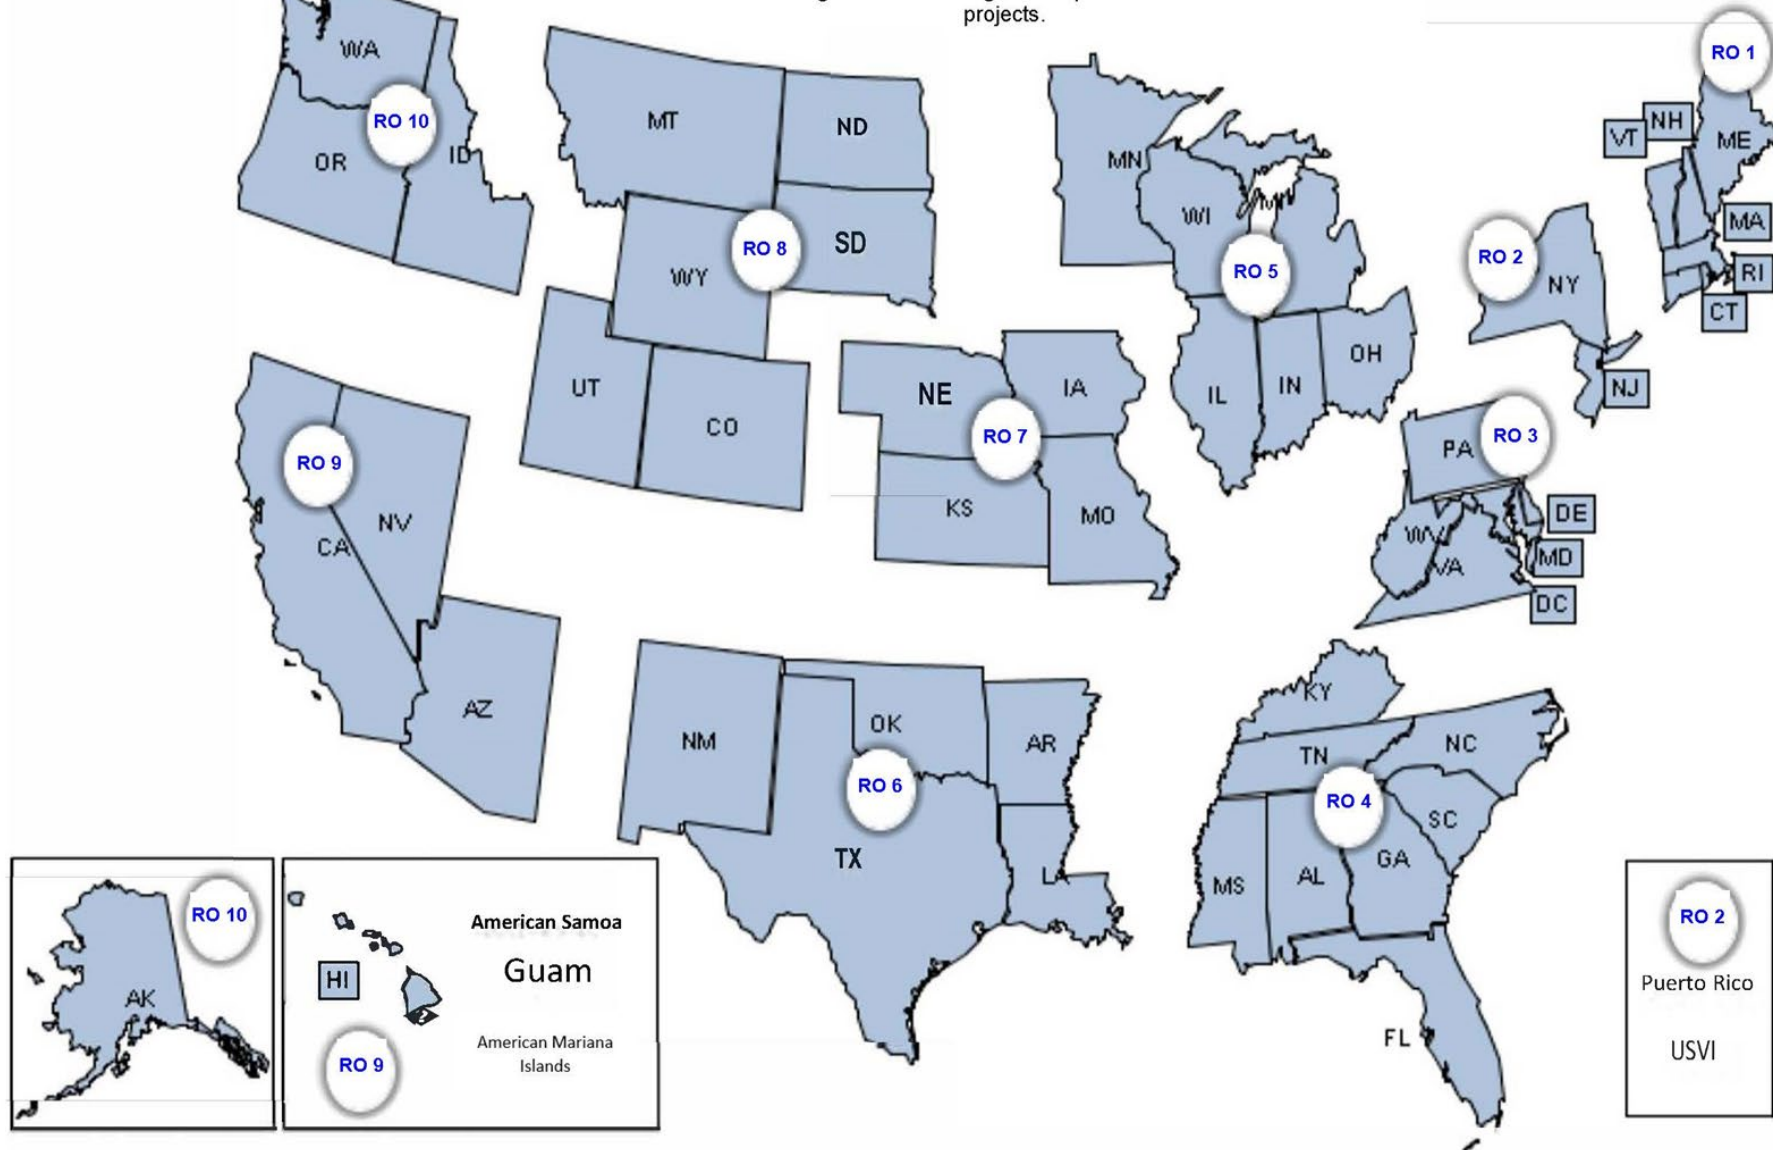 projects.
RO 1
WA
RO 10
OR
ID
MT
ND
SD
WY
RO 8
UT
CO
MN
WI
MI
RO 5
IL
IN
OH
VT
NH
ME
MA
RI
CT
RO 2
NY
NJ
CA
NV
RO 9
AZ
NE
IA
RO 7
KS
MO
PA
RO 3
WV
VA
DE
MD
DC
NM
OK
AR
RO 6
TX
LA
KY
TN
NC
RO 4
SC
MS
AL
GA
FL
RO 10
AK
HI
American Samoa
Guam
American Mariana
Islands
RO 9
RO 2
Puerto Rico
USVI